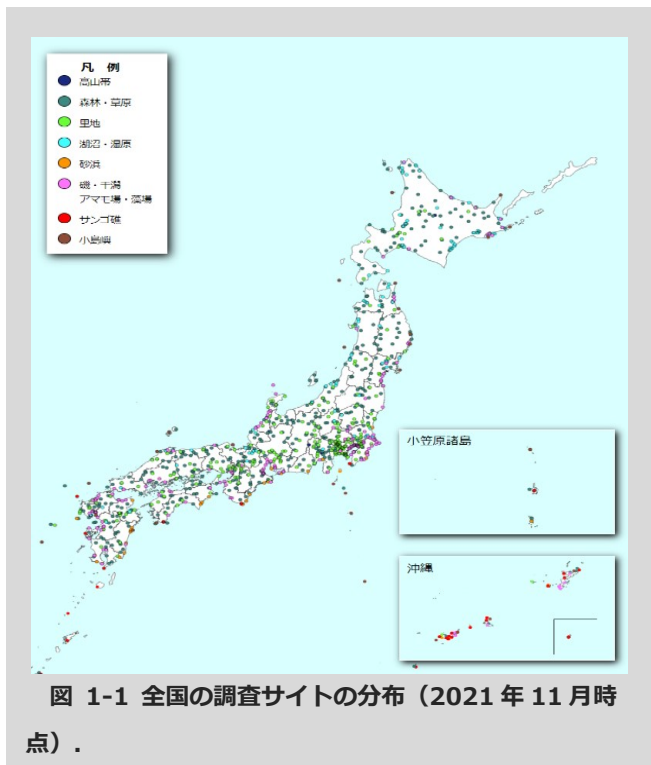 凡 例
高山帯
森林・草原
里地
湖沼・湿原
砂浜
磯・干潟
アマモ場・藻場
サンゴ礁
小島嶼
小笠原諸島
沖縄
図 1-1 全国の調査サイトの分布（2021 年 11 月時
点）.